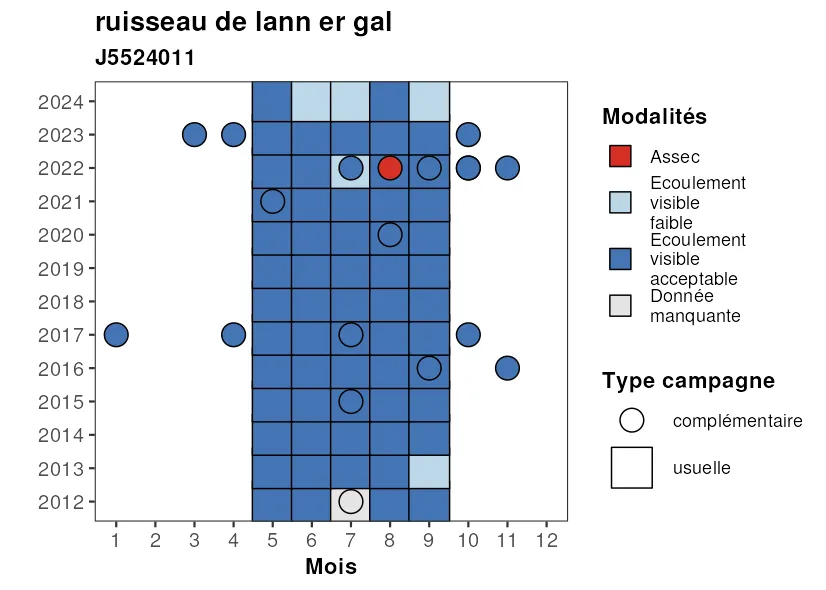 ruisseau de lann er gal
J5524011
2024
2023
2022
2021
2020
2019
2018
2017
2016
2015
2014
2013
2012
1 2 3 4 5 6 7 8 9 10 11 12
Mois
Modalités
Assec
Ecoulement
visible
faible
Ecoulement
visible
acceptable
Donnée
manquante
Type campagne
complémentaire
usuelle